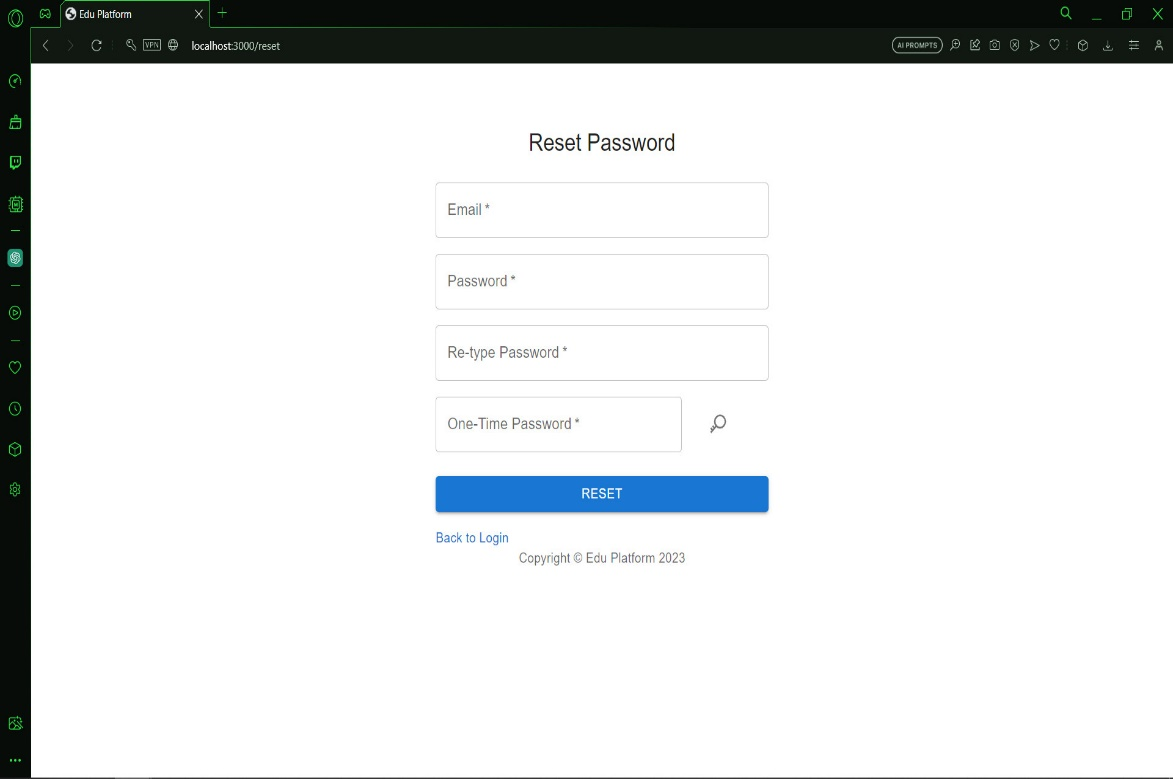 Edu Platform
VPN
localhost:3000/reset
AI PROMPTS
Reset Password
Email *
Password *
Re-type Password *
One-Time Password *
RESET
Back to Login
Copyright © Edu Platform 2023